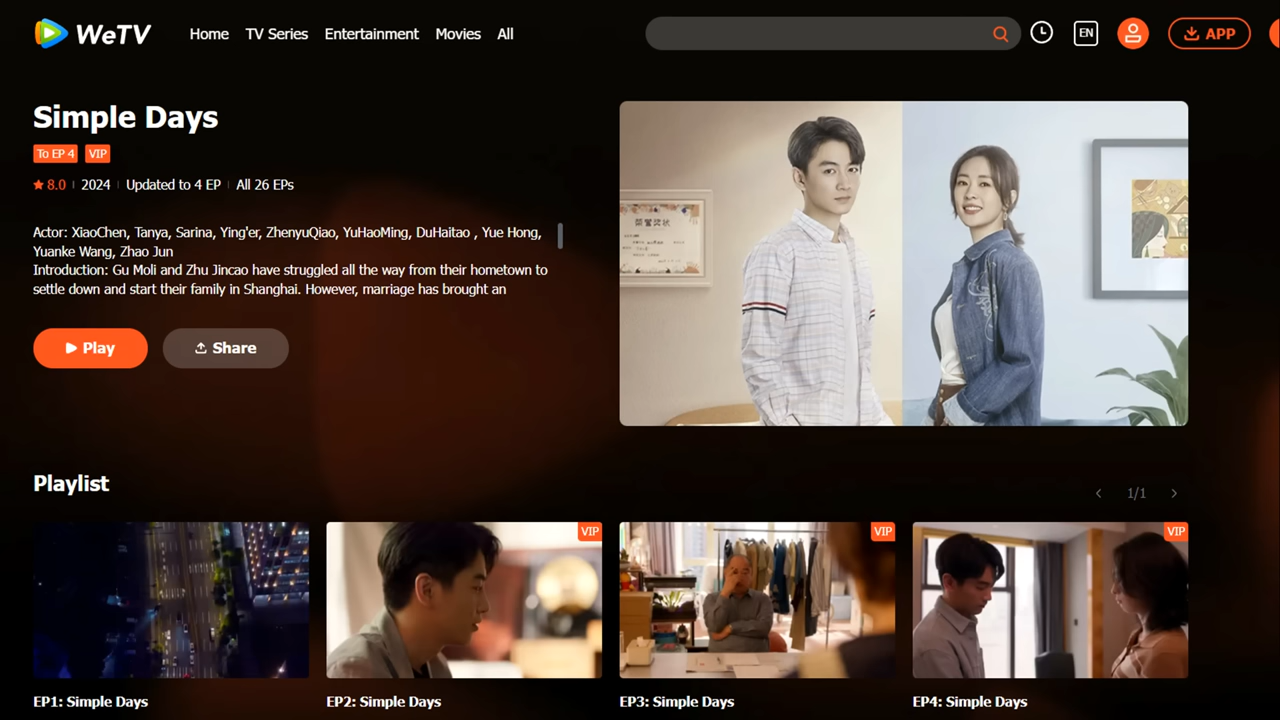 WeTV
Home TV Series Entertainment Movies All
EN
APP
Simple Days
To EP 4 VIP
8.0 2024 Updated to 4 EP All 26 EPs
Actor: XiaoChen, Tanya, Sarina, Ying'er, ZhenyuQiao, YuHaoMing, DuHaitao , Yue Hong,
Yuanke Wang, Zhao Jun
Introduction: Gu Moli and Zhu Jincao have struggled all the way from their hometown to
settle down and start their family in Shanghai. However, marriage has brought an
Play Share
Playlist
1/1
VIP
VIP
VIP
EP1: Simple Days
EP2: Simple Days
EP3: Simple Days
EP4: Simple Days